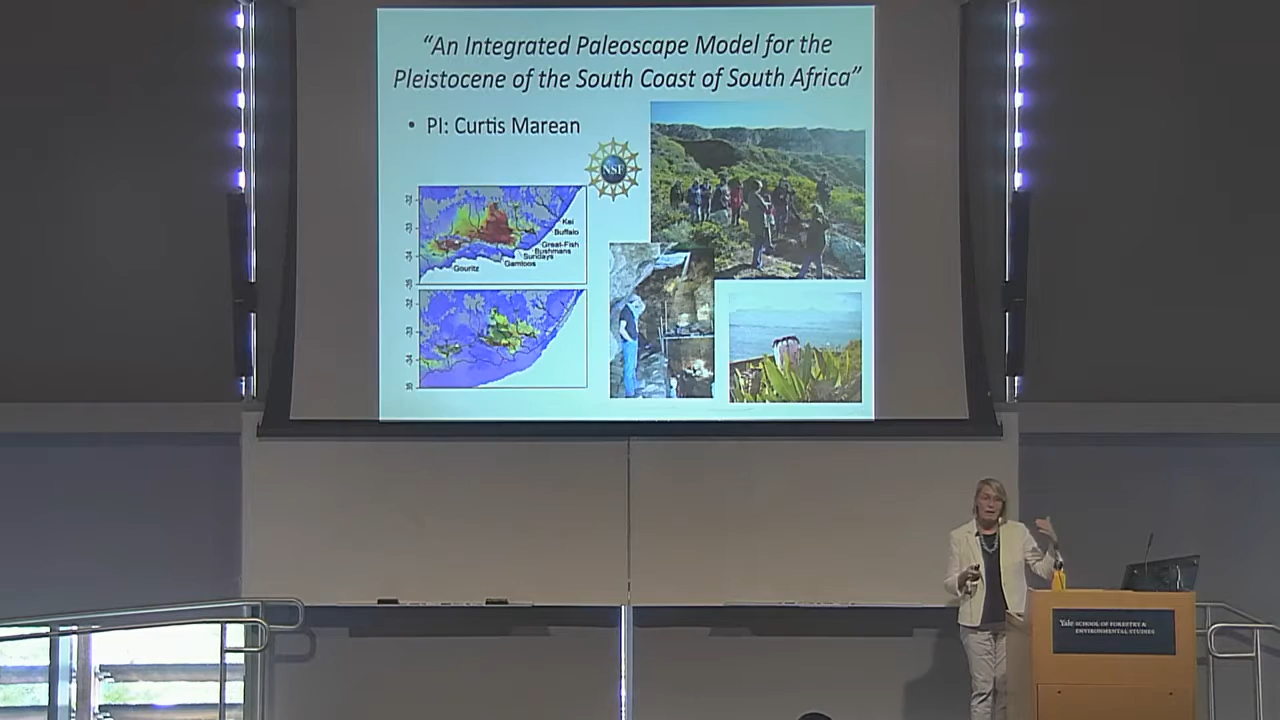 “An Integrated Paleoscape Model for the
Pleistocene of the South Coast of South Africa”
• PI: Curtis Marean
NSF
Kei
Buffalo
Great-Fish
Bushmans
Sundays
Gamtoos
Gouritz
Yale SCHOOL OF FORESTRY &
ENVIRONMENTAL STUDIES